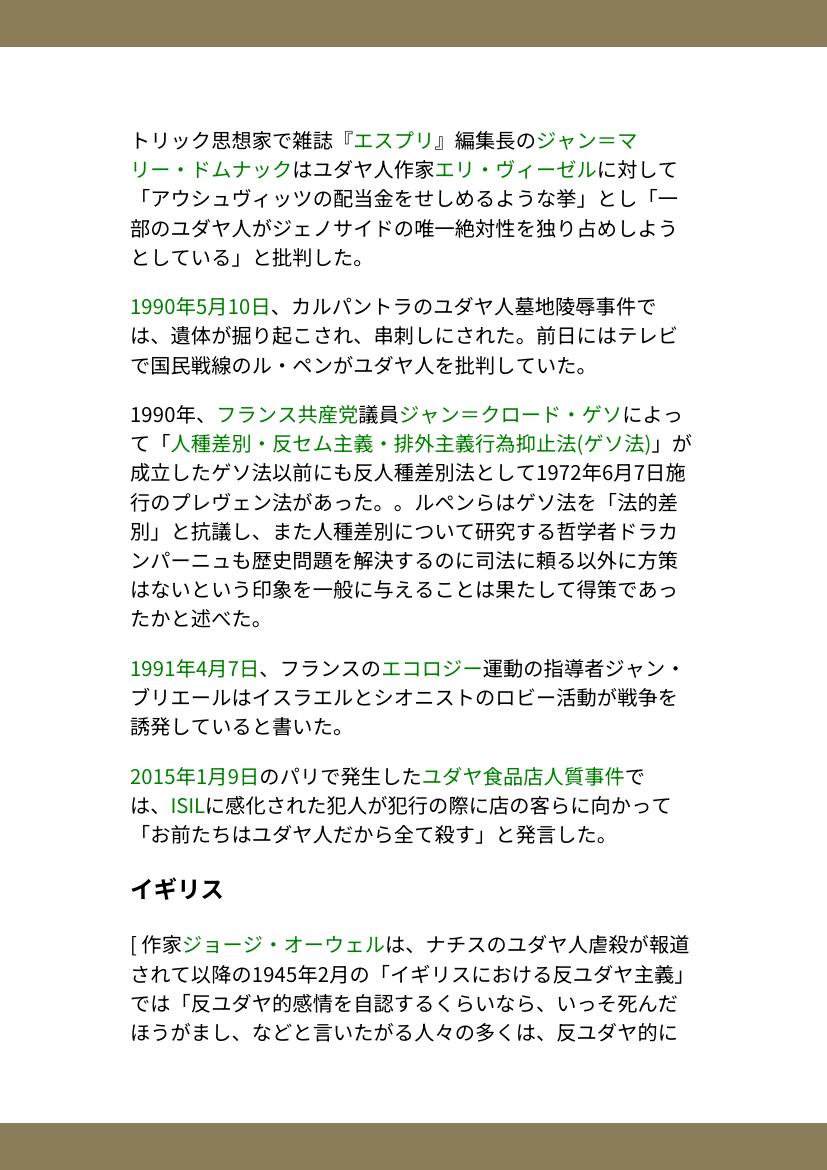 トリック思想家で雑誌『エスプリ』編集長のジャン＝マ
リー・ドムナックはユダヤ人作家エリ・ヴィーゼルに対して
「アウシュヴィッツの配当金をせしめるような挙」とし「一
部のユダヤ人がジェノサイドの唯一絶対性を独り占めしよう
としている」と批判した。
1990年5月10日、カルパントラのユダヤ人墓地陵辱事件で
は、遺体が掘り起こされ、串刺しにされた。前日にはテレビ
で国民戦線のル・ペンがユダヤ人を批判していた。
1990年、フランス共産党議員ジャン＝クロード・ゲソによっ
て「人種差別・反セム主義・排外主義行為抑止法(ゲソ法)」が
成立したゲソ法以前にも反人種差別法として1972年6月7日施
行のプレヴェン法があった。。ルペンらはゲソ法を「法的差
別」と抗議し、また人種差別について研究する哲学者ドラカ
ンパーニュも歴史問題を解決するのに司法に頼る以外に方策
はないという印象を一般に与えることは果たして得策であっ
たかと述べた。
1991年4月7日、フランスのエコロジー運動の指導者ジャン・
ブリエールはイスラエルとシオニストのロビー活動が戦争を
誘発していると書いた。
2015年1月9日のパリで発生したユダヤ食品店人質事件で
は、ISILに感化された犯人が犯行の際に店の客らに向かって
「お前たちはユダヤ人だから全て殺す」と発言した。
イギリス
[ 作家ジョージ・オーウェルは、ナチスのユダヤ人虐殺が報道
されて以降の1945年2月の「イギリスにおける反ユダヤ主義」
では「反ユダヤ的感情を自認するくらいなら、いっそ死んだ
ほうがまし、などと言いたがる人々の多くは、反ユダヤ的に